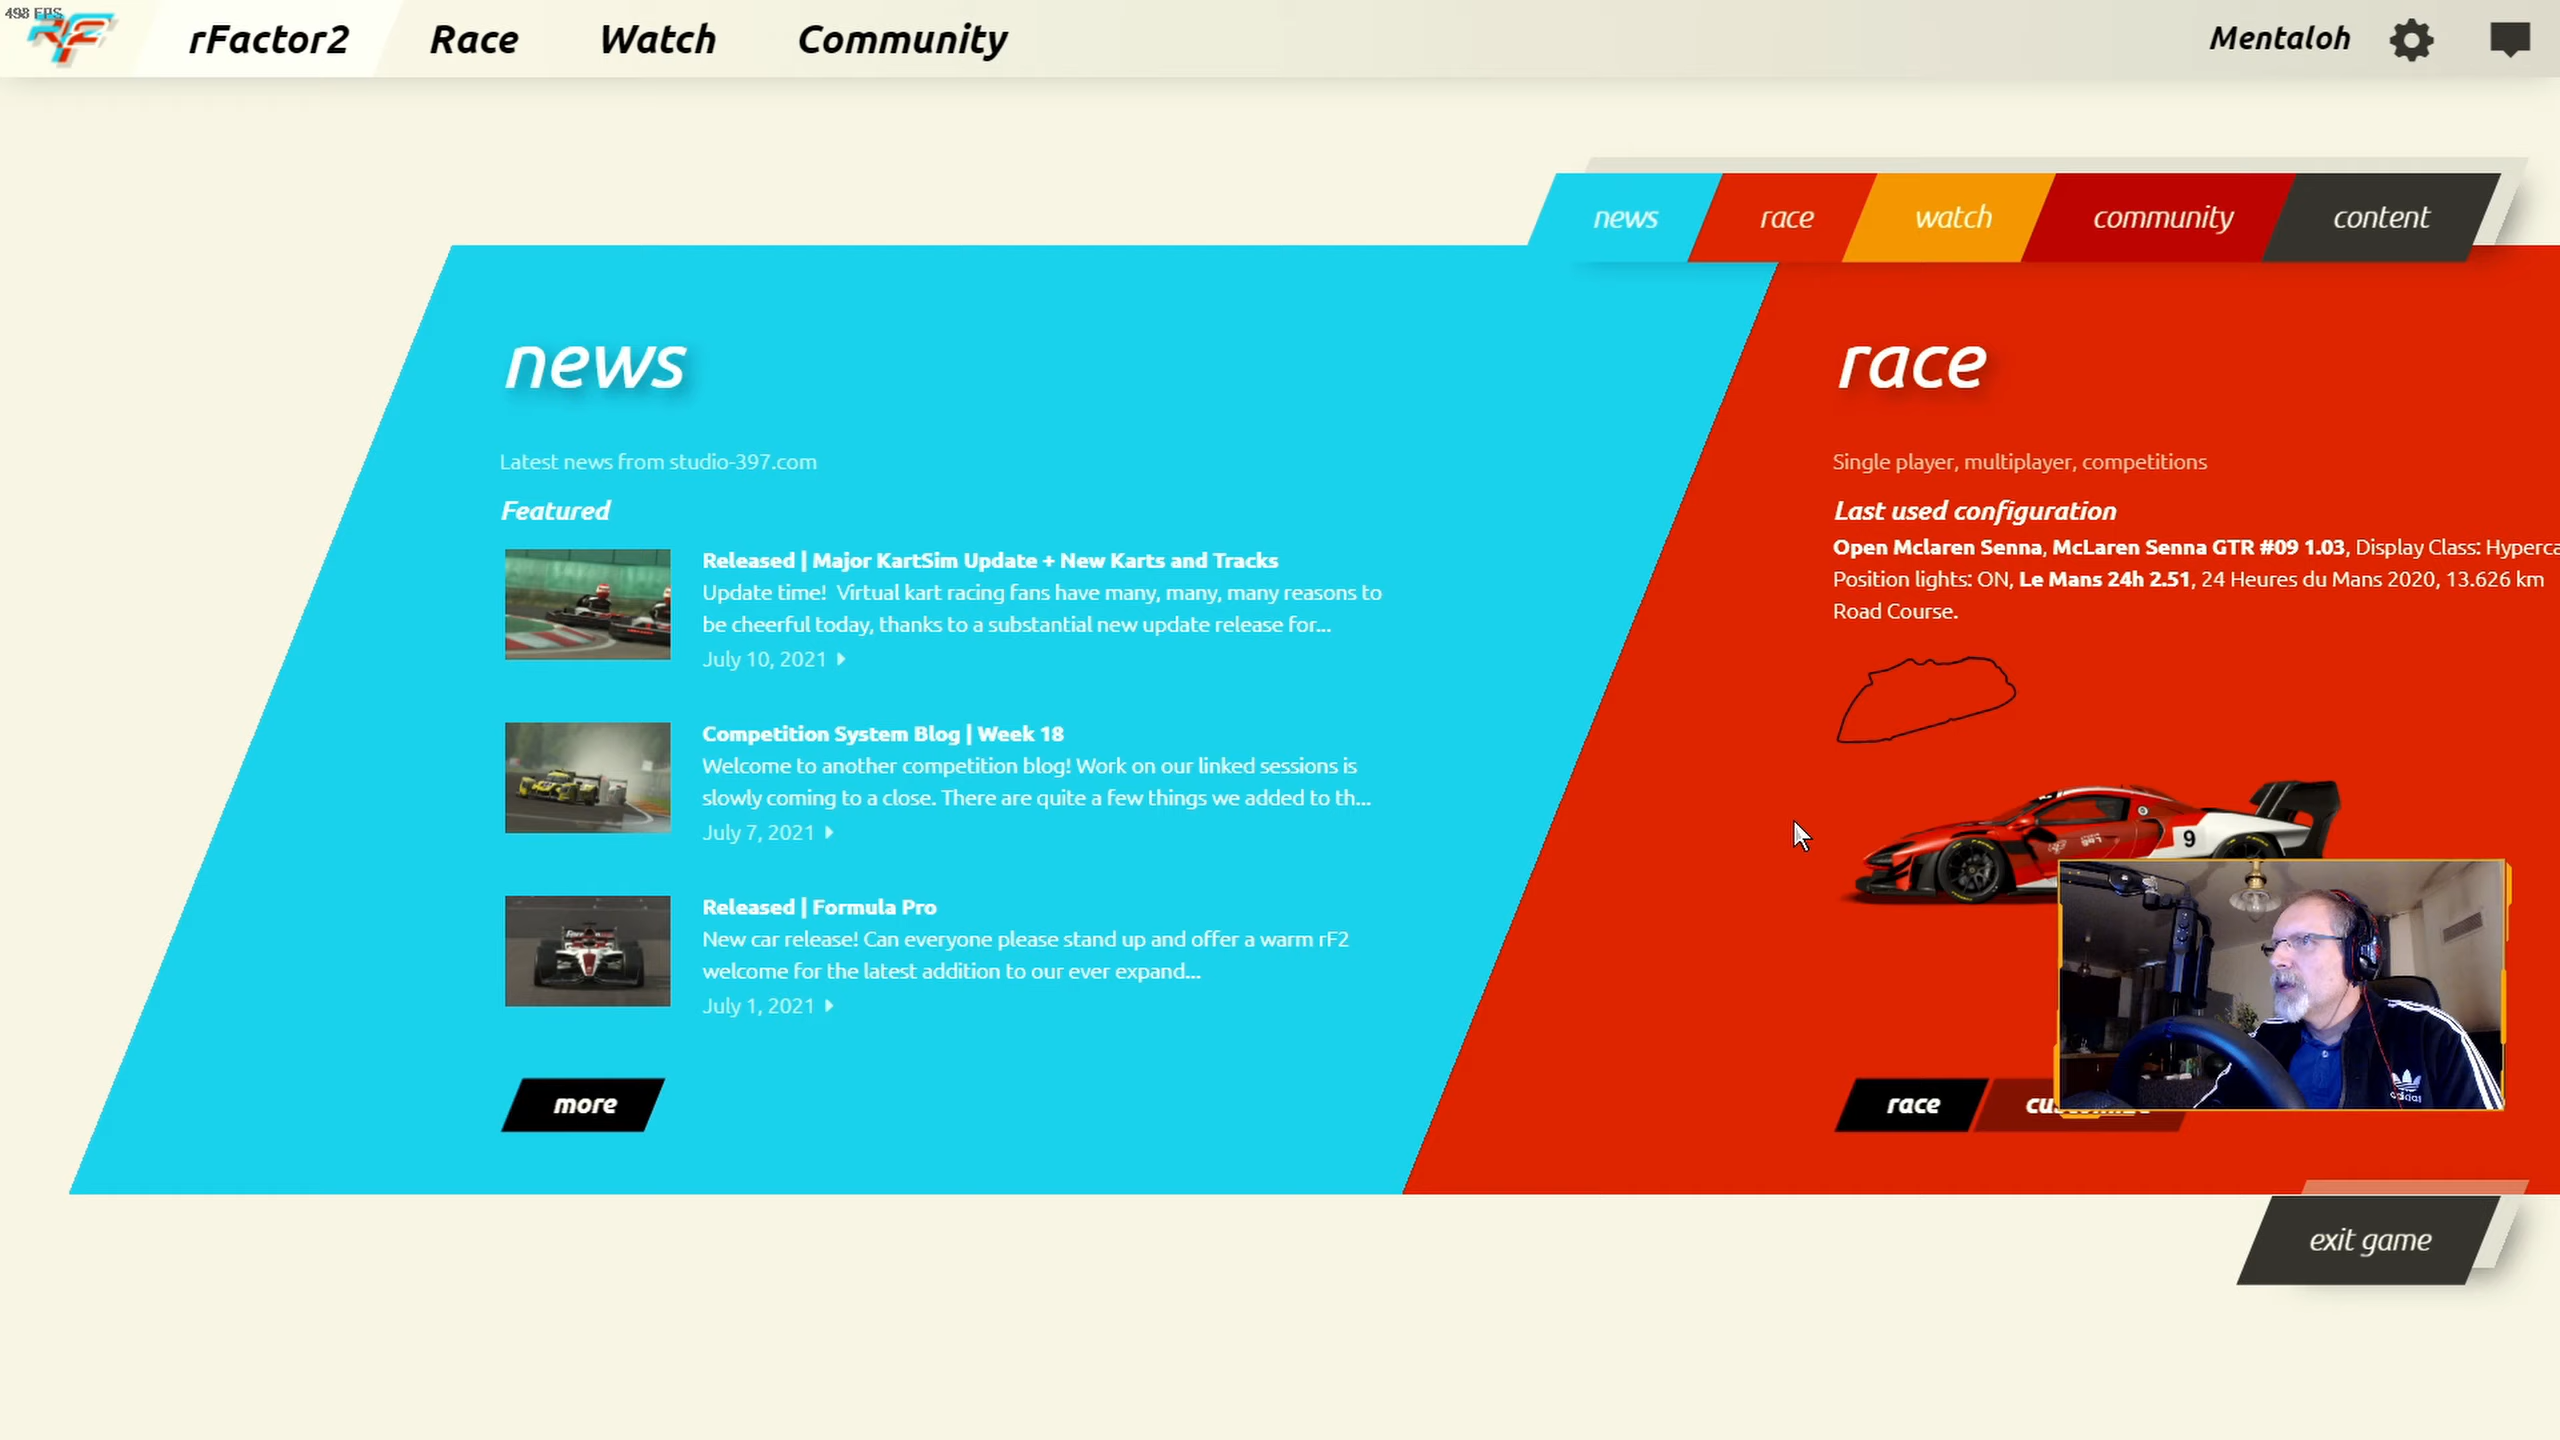 498 FPS
rFactor2
Race
Watch
Community
Mentaloh
news
race
watch
community
content
news
Latest news from studio-397.com
Featured
Released | Major KartSim Update + New Karts and Tracks
Update time!  Virtual kart racing fans have many, many, many reasons to
be cheerful today, thanks to a substantial new update release for...
July 10, 2021
Competition System Blog | Week 18
Welcome to another competition blog! Work on our linked sessions is
slowly coming to a close. There are quite a few things we added to th...
July 7, 2021
Released | Formula Pro
New car release! Can everyone please stand up and offer a warm rF2
welcome for the latest addition to our ever expand...
July 1, 2021
more
race
Single player, multiplayer, competitions
Last used configuration
Open Mclaren Senna, McLaren Senna GTR #09 1.03, Display Class: Hyperca
Position lights: ON, Le Mans 24h 2.51, 24 Heures du Mans 2020, 13.626 km
Road Course.
9
adidas
race
exit game